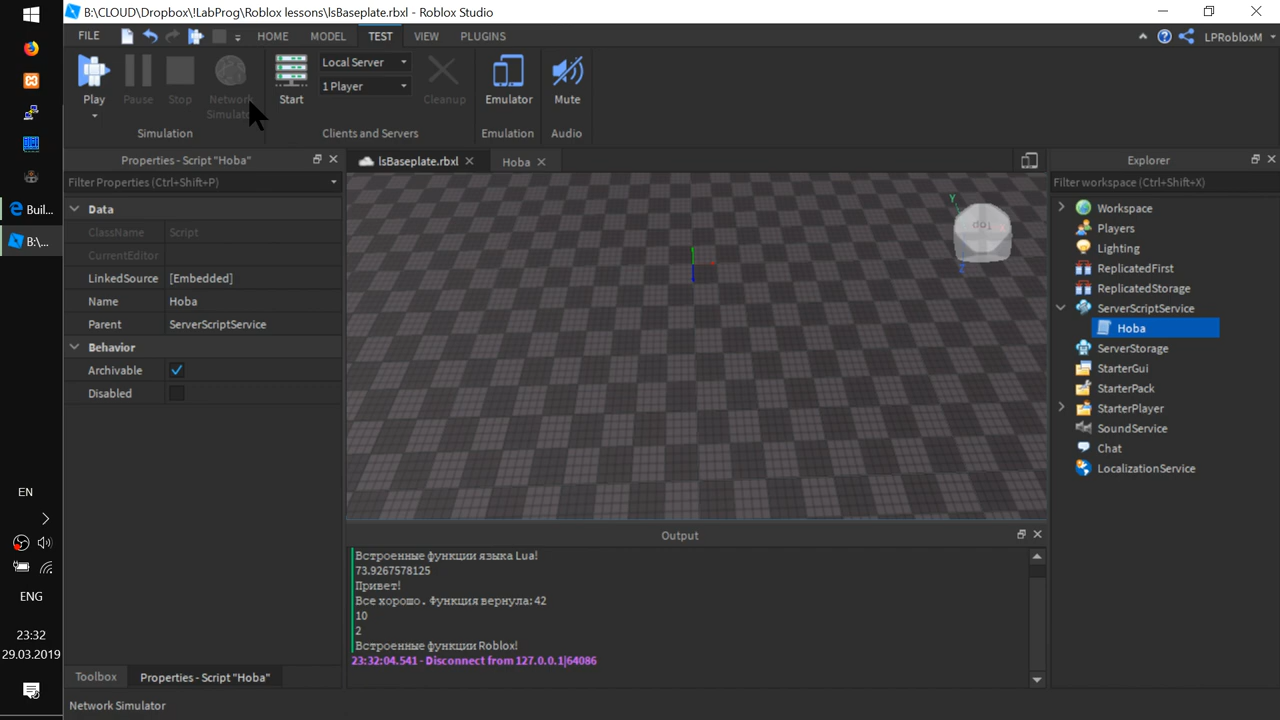 B:\CLOUD\Dropbox\!LabProg\Roblox lessons\lsBaseplate.rbxl - Roblox Studio
FILE HOME MODEL TEST VIEW PLUGINS LPRobloxM
Play Pause Stop Network Simulator Start Local Server 1 Player Cleanup Emulator Mute
Simulation Clients and Servers Emulation Audio
Properties - Script "Hoba"
Filter Properties (Ctrl+Shift+P)
Data
ClassName Script
CurrentEditor
LinkedSource [Embedded]
Name Hoba
Parent ServerScriptService
Behavior
Archivable
Disabled
Toolbox Properties - Script "Hoba"
Network Simulator
lsBaseplate.rbxl Hoba
Y
Top
Z
Output
Встроенные функции языка Lua!
73.9267578125
Привет!
Все хорошо. Функция вернула: 42
10
2
Встроенные функции Roblox!
23:32:04.541 - Disconnect from 127.0.0.1|64086
Explorer
Filter workspace (Ctrl+Shift+X)
Workspace
Players
Lighting
ReplicatedFirst
ReplicatedStorage
ServerScriptService
Hoba
ServerStorage
StarterGui
StarterPack
StarterPlayer
SoundService
Chat
LocalizationService
Buil...
B:\...
EN
ENG
23:32
29.03.2019